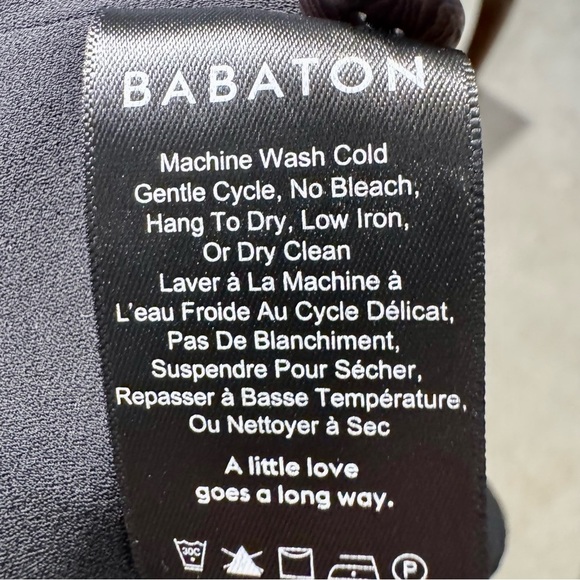 BABATON
Machine Wash Cold
Gentle Cycle, No Bleach,
Hang To Dry, Low Iron,
Or Dry Clean
Laver à La Machine à
L'eau Froide Au Cycle Délicat,
Pas De Blanchiment,
Suspendre Pour Sécher,
Repasser à Basse Température,
Ou Nettoyer à Sec
A little love
goes a long way.
30C P